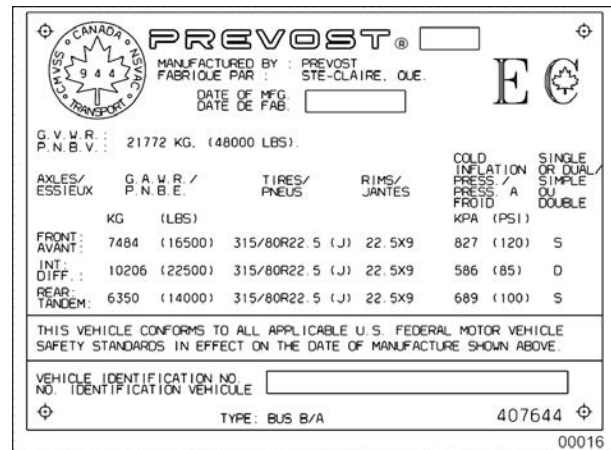 CANADA
CMVSS
NSVAC
944
TRANSPORT
PREVOST®
MANUFACTURED BY : PREVOST
FABRIQUE PAR : STE-CLAIRE, QUE.
DATE OF MFG.
DATE DE FAB.
E C
G.V.W.R. :
P.N.B.V. : 21772 KG. (48000 LBS).
AXLES/ ESSIEUX
G.A.W.R./ P.N.B.E.
TIRES/ PNEUS
RIMS/ JANTES
COLD INFLATION PRESS./ PRESS. A FROID
SINGLE OR DUAL/ SIMPLE OU DOUBLE
KG (LBS) KPA (PSI)
FRONT: AVANT: 7484 (16500) 315/80R22.5 (J) 22.5X9 827 (120) S
INT: DIFF.: 10206 (22500) 315/80R22.5 (J) 22.5X9 586 (85) D
REAR: TANDEM: 6350 (14000) 315/80R22.5 (J) 22.5X9 689 (100) S
THIS VEHICLE CONFORMS TO ALL APPLICABLE U.S. FEDERAL MOTOR VEHICLE
SAFETY STANDARDS IN EFFECT ON THE DATE OF MANUFACTURE SHOWN ABOVE.
VEHICLE IDENTIFICATION NO.
NO. IDENTIFICATION VEHICULE
TYPE: BUS B/A 407644
00016